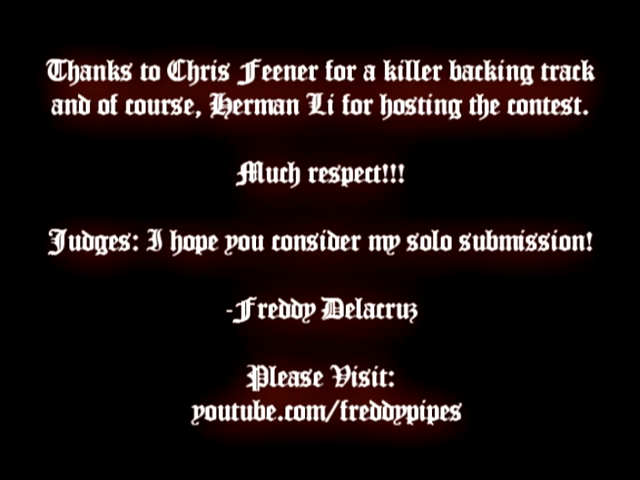 Thanks to Chris Feener for a killer backing track
and of course, Herman Li for hosting the contest.
Much respect!!!
Judges: I hope you consider my solo submission!
-Freddy Delacruz
Please Visit:
youtube.com/freddypipes